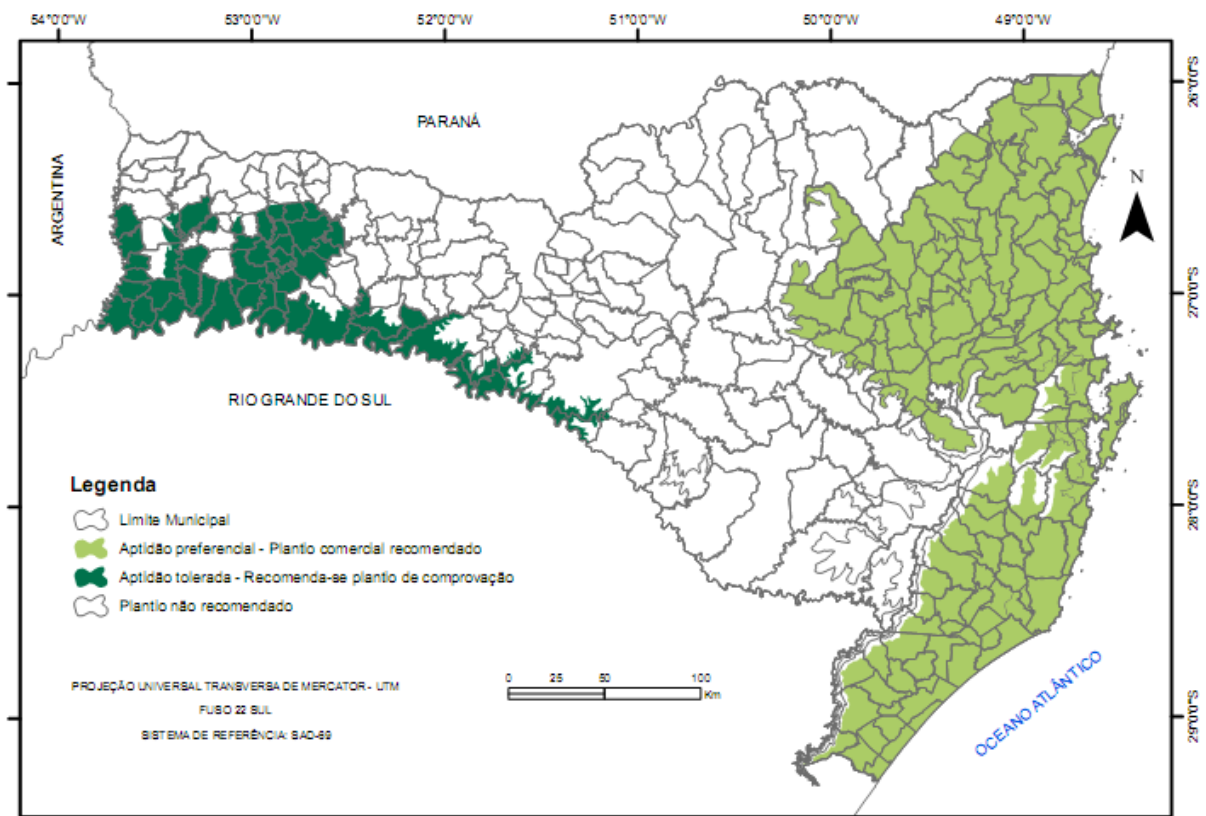 54°0'0"W 53°0'0"W 52°0'0"W 51°0'0"W 50°0'0"W 49°0'0"W
26°0'0"S
PARANÁ
ARGENTINA
N
27°0'0"S
RIO GRANDE DO SUL
Legenda
Limite Municipal
Aptidão preferencial - Plantio comercial recomendado
Aptidão tolerada - Recomenda-se plantio de comprovação
Plantio não recomendado
28°0'0"S
PROJEÇÃO UNIVERSAL TRANSVERSA DE MERCATOR - UTM
FUSO 22 SUL
SISTEMA DE REFERÊNCIA: SAD-69
0 25 50 100
Km
OCEANO ATLÂNTICO
29°0'0"S